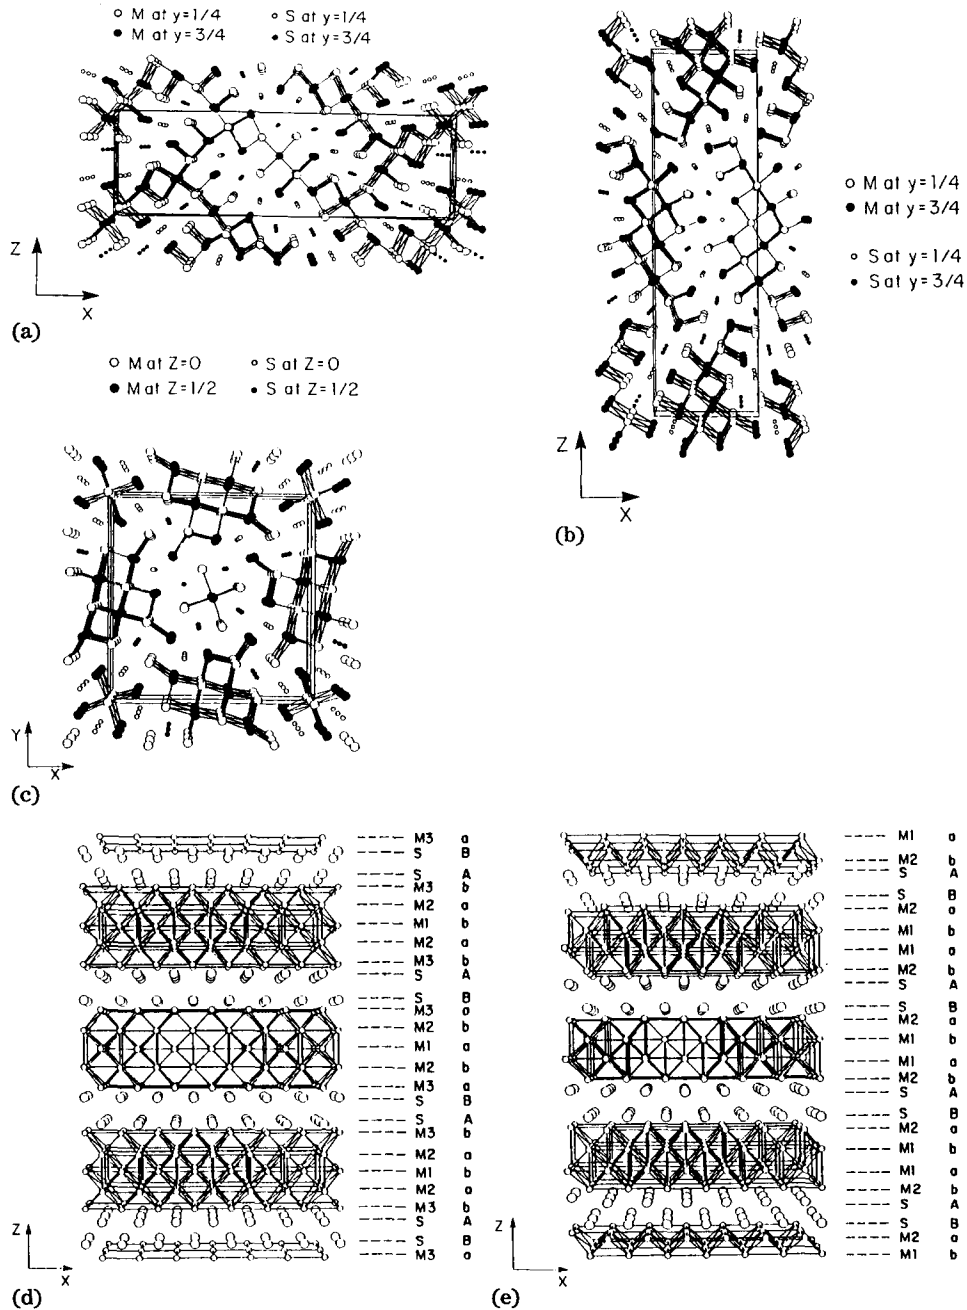 ○ M at y=1/4 ○ S at y=1/4
● M at y=3/4 • S at y=3/4
Z
X
(a)
○ M at y=1/4
● M at y=3/4
○ S at y=1/4
• S at y=3/4
Z
X
(b)
○ M at Z=0 ○ S at Z=0
● M at Z=1/2 • S at Z=1/2
Y
X
(c)
M3 a
S B
S A
M3 b
M2 a
M1 b
M2 a
M3 b
S A
S B
M3 a
M2 b
M1 a
M2 b
M3 a
S B
S A
M3 b
M2 a
M1 b
M2 a
M3 b
S A
S B
M3 a
Z
X
(d)
M1 a
M2 b
S A
S B
M2 a
M1 b
M1 a
M2 b
S A
S B
M2 a
M1 b
M1 a
M2 b
S A
S B
M2 a
M1 b
M1 a
M2 b
S A
S B
M2 a
M1 b
Z
X
(e)